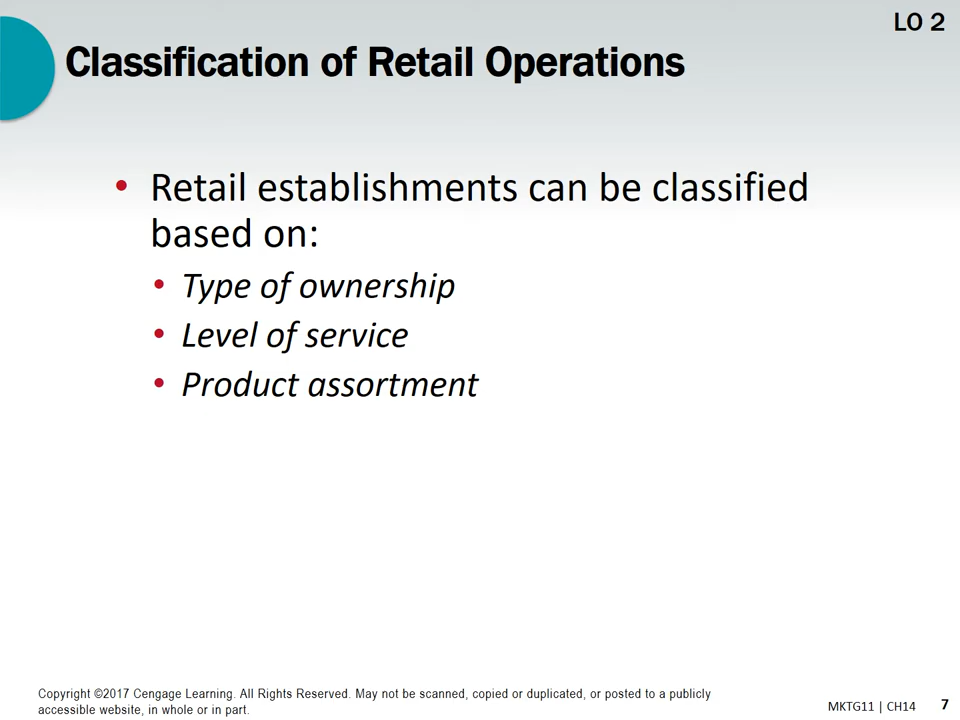 LO 2
Classification of Retail Operations
• Retail establishments can be classified
based on:
• Type of ownership
• Level of service
• Product assortment
Copyright ©2017 Cengage Learning. All Rights Reserved. May not be scanned, copied or duplicated, or posted to a publicly
accessible website, in whole or in part.
MKTG11 | CH14 7